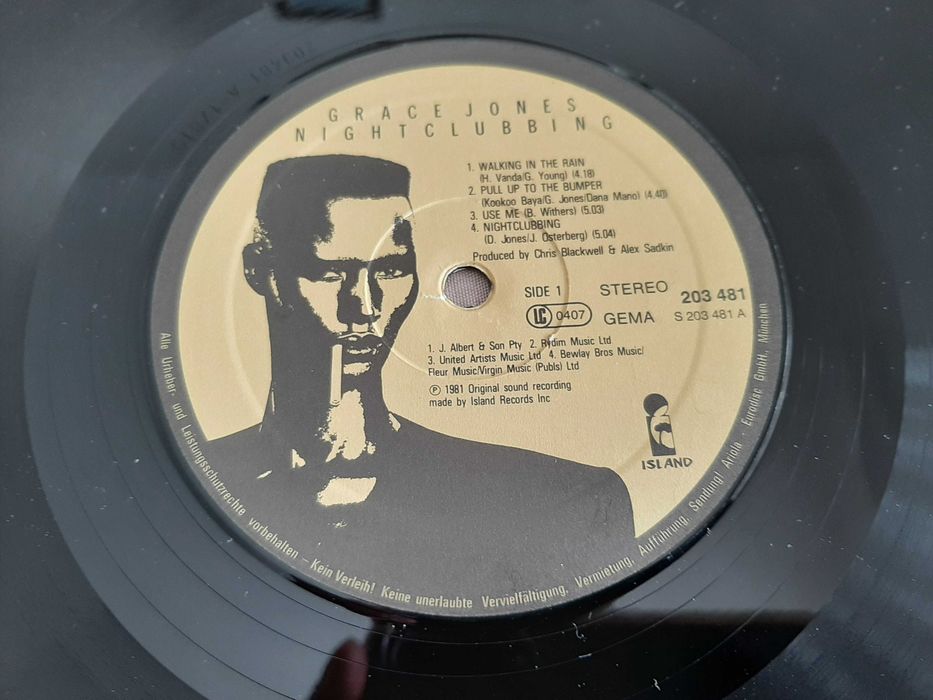 GRACE JONES
NIGHTCLUBBING
1. WALKING IN THE RAIN
(H. Vanda/G. Young) (4.18)
2. PULL UP TO THE BUMPER
(Kookoo Baya/G. Jones/Dana Mano) (4.40)
3. USE ME (B. Withers) (5.03)
4. NIGHTCLUBBING
(D. Jones/J. Osterberg) (5.04)
Produced by Chris Blackwell & Alex Sadkin
SIDE 1
STEREO
203 481
LC 0407
GEMA
S 203 481 A
1. J. Albert & Son Pty 2. Rydim Music Ltd
3. United Artists Music Ltd 4. Bewlay Bros Music/
Fleur Music/Virgin Music (Publs) Ltd
Ⓟ 1981 Original sound recording
made by Island Records Inc
ISLAND
Alle Urheber- und Leistungsschutzrechte vorbehalten – Kein Verleih! Keine unerlaubte Vervielfältigung, Vermietung, Aufführung, Sendung! Ariola - Eurodisc GmbH, München